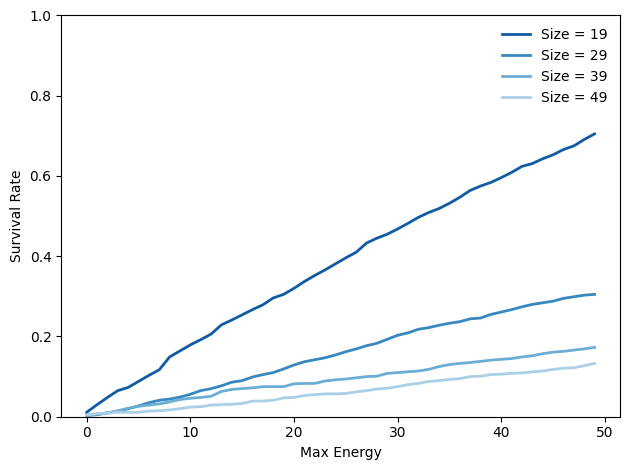 1.0
0.8
0.6
0.4
0.2
0.0
Survival Rate
Size = 19
Size = 29
Size = 39
Size = 49
0 10 20 30 40 50
Max Energy